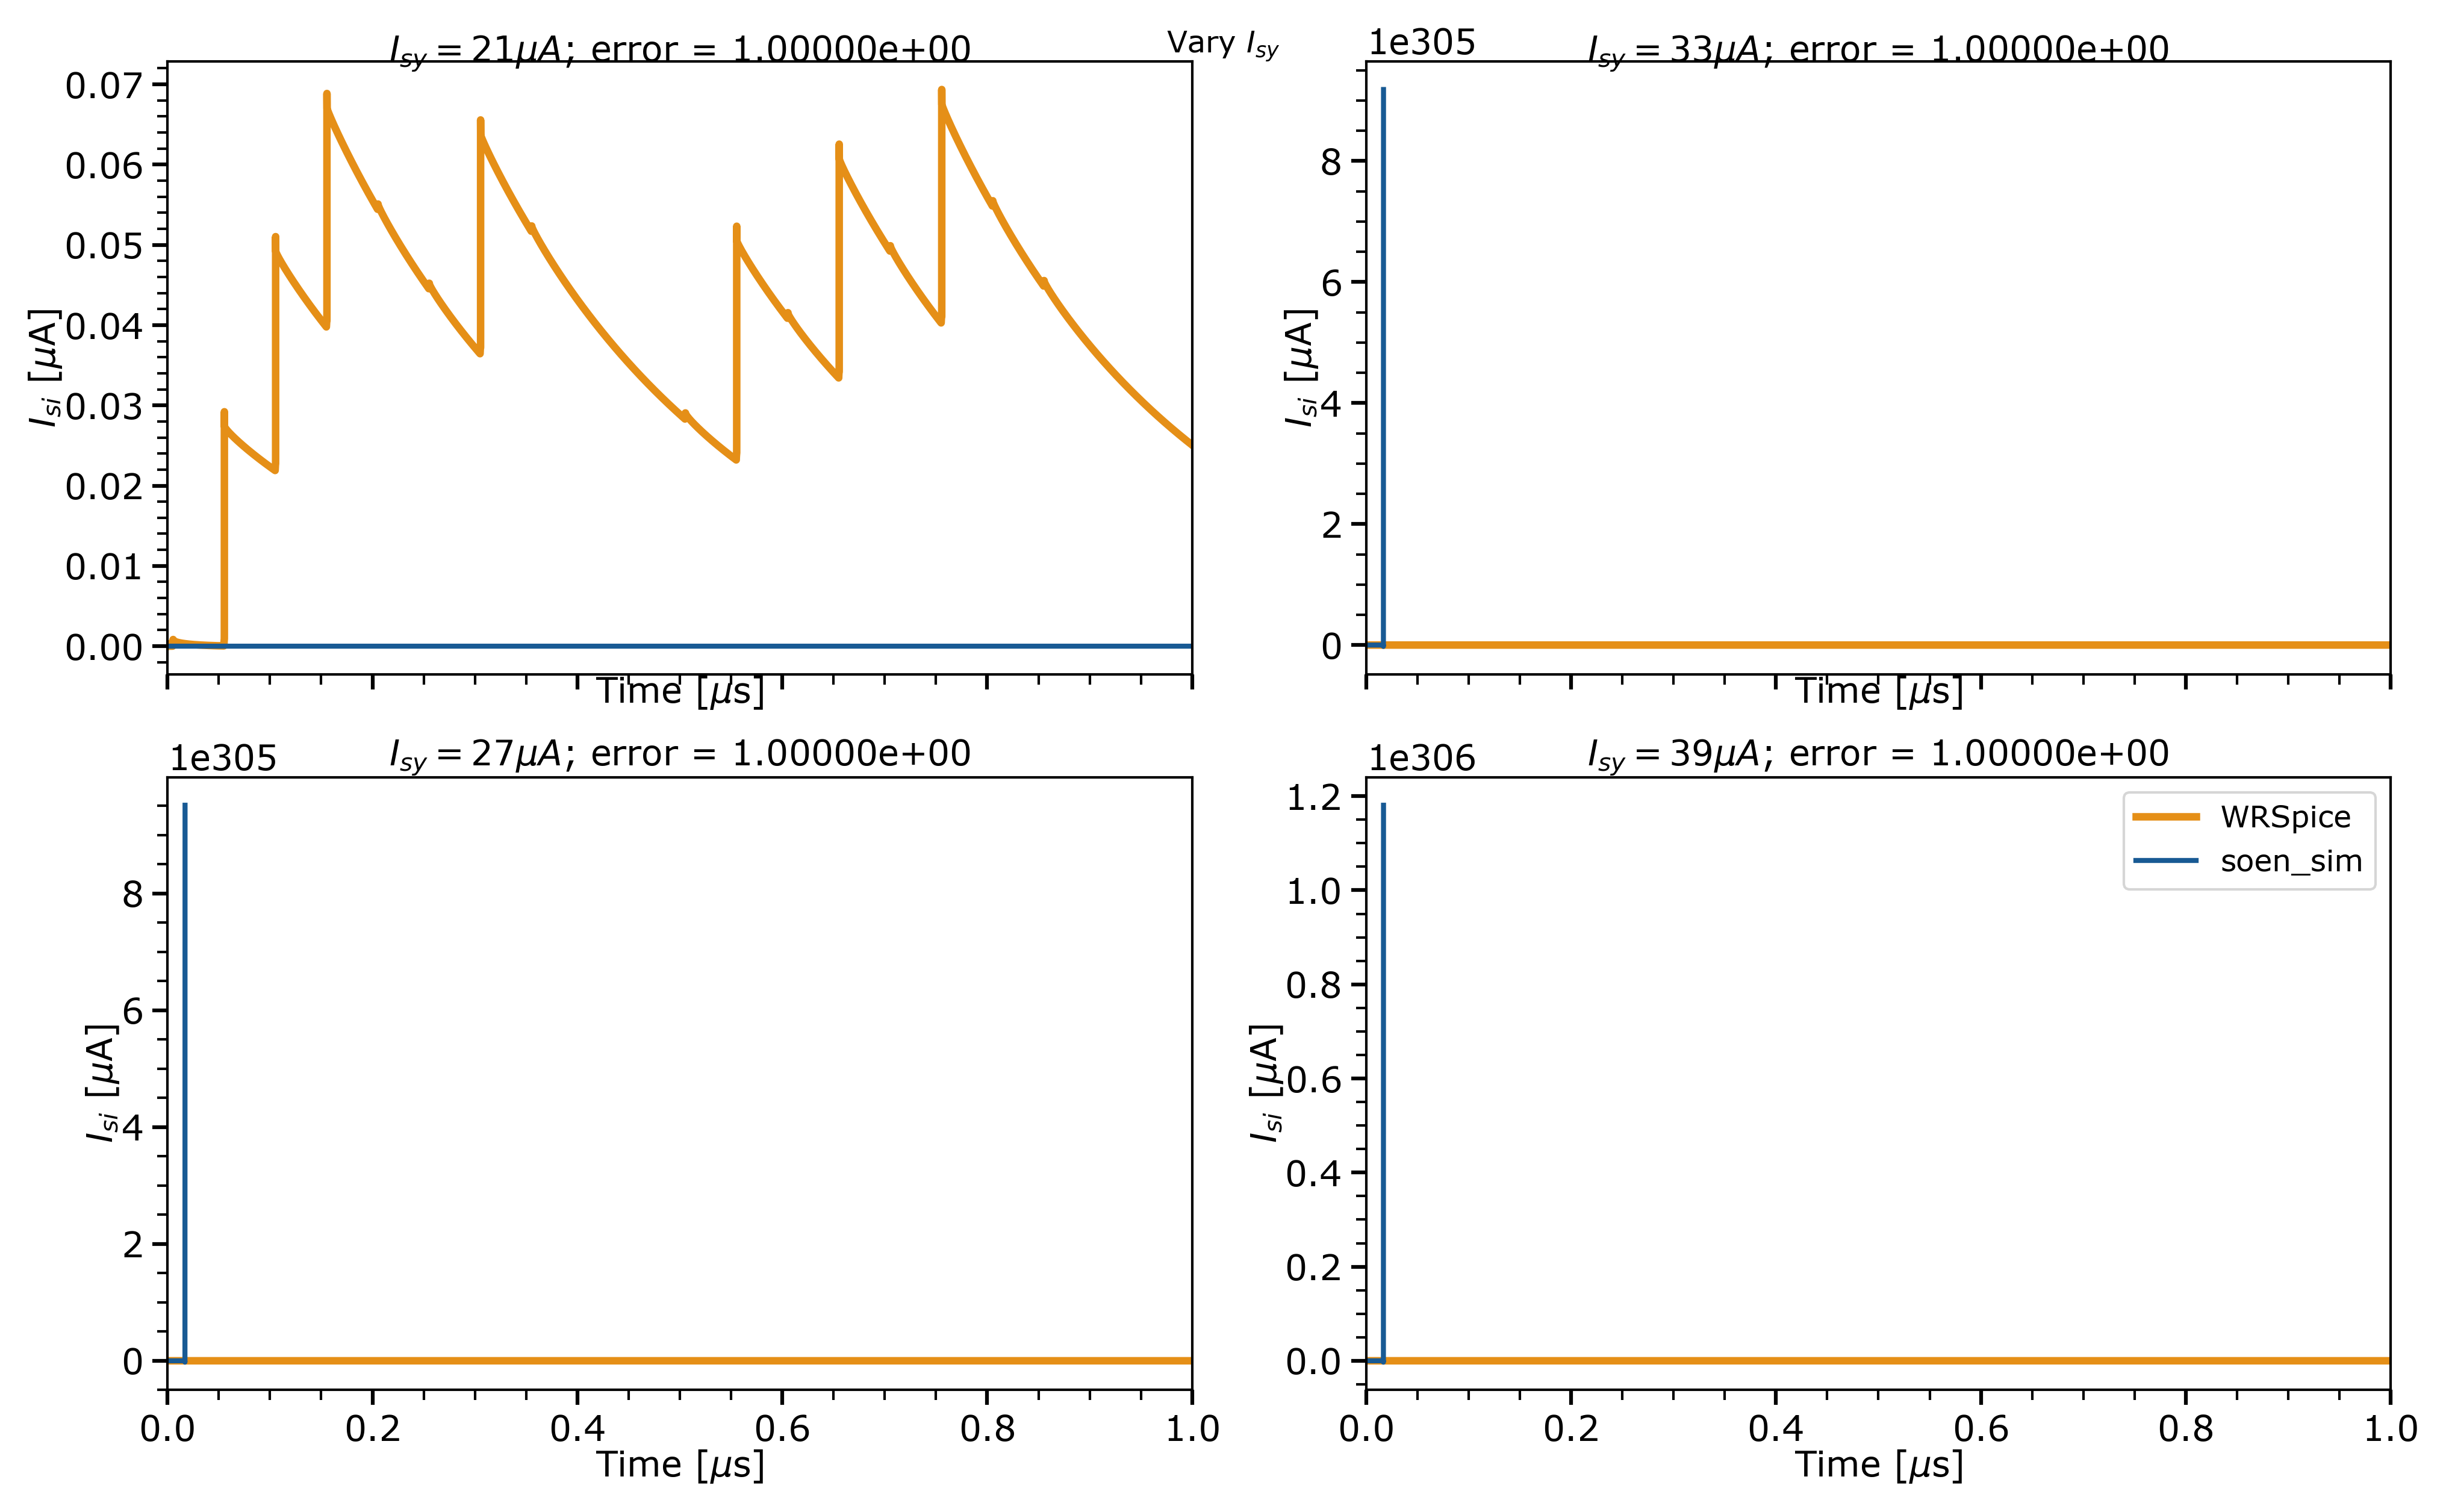 Vary I_sy
I_sy = 21μA; error = 1.00000e+00
0.07
0.06
0.05
0.04
0.03
0.02
0.01
0.00
I_si [μA]
Time [μs]
1e305
I_sy = 33μA; error = 1.00000e+00
8
6
4
2
0
I_si [μA]
Time [μs]
1e305
I_sy = 27μA; error = 1.00000e+00
8
6
4
2
0
I_si [μA]
0.0 0.2 0.4 0.6 0.8 1.0
Time [μs]
1e306
I_sy = 39μA; error = 1.00000e+00
WRSpice
soen_sim
1.2
1.0
0.8
0.6
0.4
0.2
0.0
I_si [μA]
0.0 0.2 0.4 0.6 0.8 1.0
Time [μs]